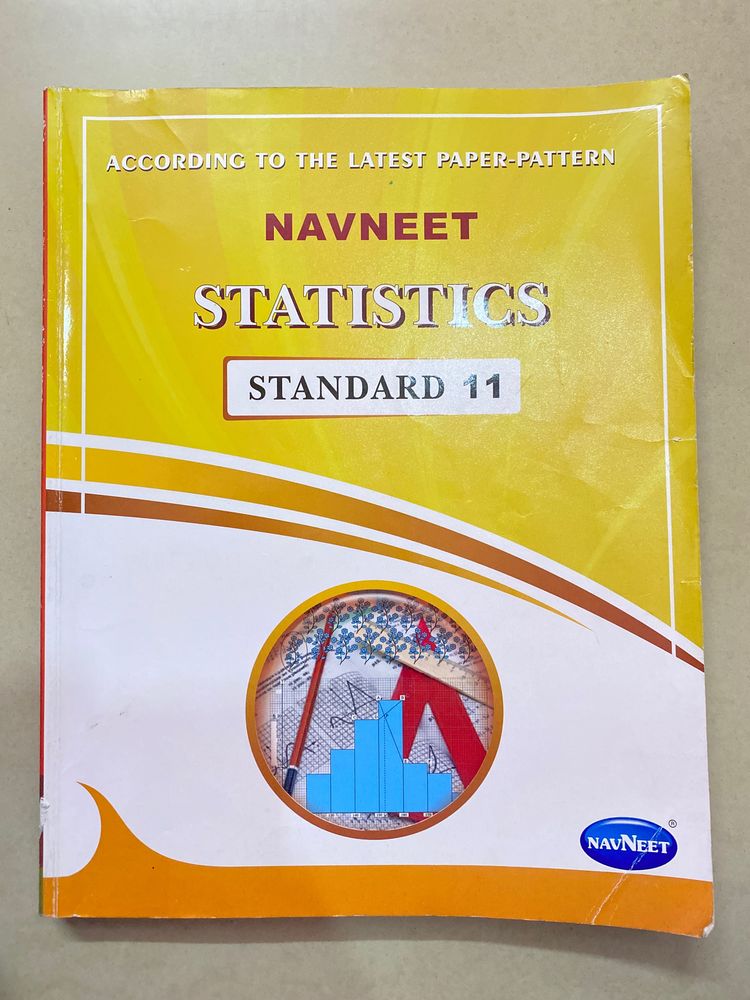 ACCORDING TO THE LATEST PAPER-PATTERN
NAVNEET
STATISTICS
STANDARD 11
NAVNEET
®